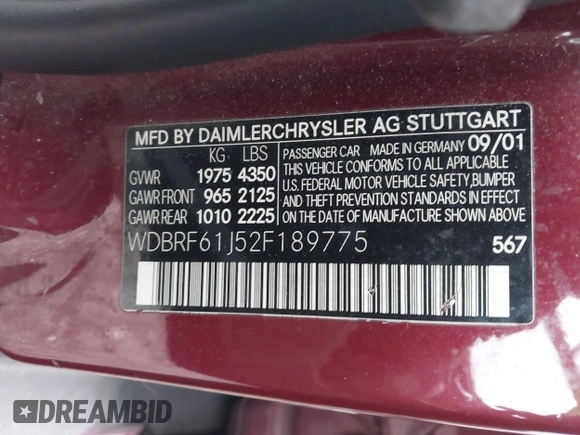 MFD BY DAIMLERCHRYSLER AG STUTTGART
KG LBS
GVWR 1975 4350
GAWR FRONT 965 2125
GAWR REAR 1010 2225
PASSENGER CAR MADE IN GERMANY 09/01
THIS VEHICLE CONFORMS TO ALL APPLICABLE
U.S. FEDERAL MOTOR VEHICLE SAFETY, BUMPER
AND THEFT PREVENTION STANDARDS IN EFFECT
ON THE DATE OF MANUFACTURE SHOWN ABOVE
WDBRF61J52F189775
567
DREAMBID